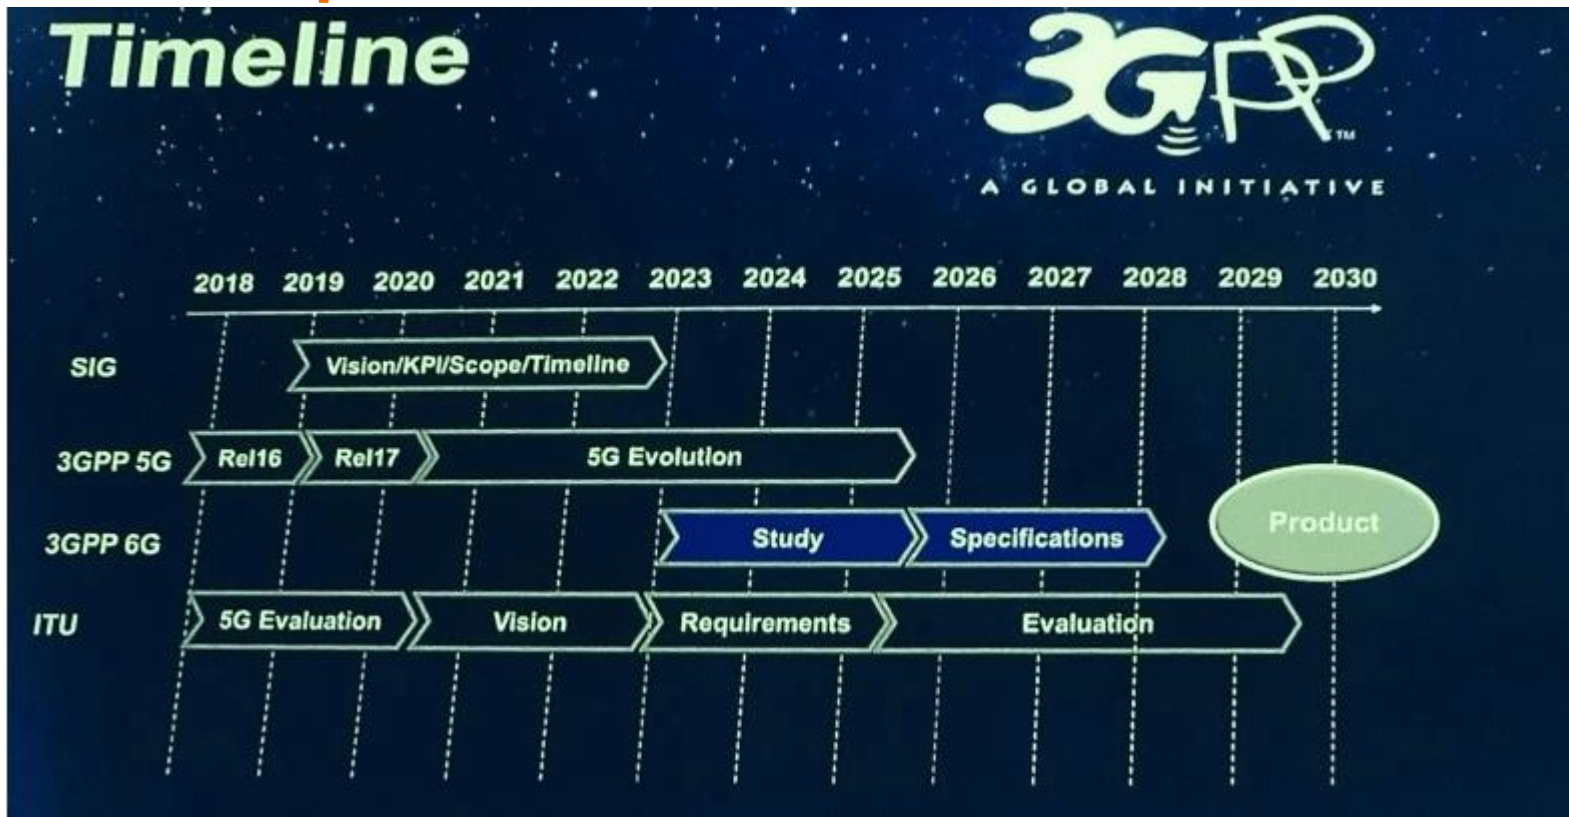 Timeline
3GPP™
A GLOBAL INITIATIVE
2018 2019 2020 2021 2022 2023 2024 2025 2026 2027 2028 2029 2030
SIG
Vision/KPI/Scope/Timeline
3GPP 5G
Rel16
Rel17
5G Evolution
3GPP 6G
Study
Specifications
Product
ITU
5G Evaluation
Vision
Requirements
Evaluation